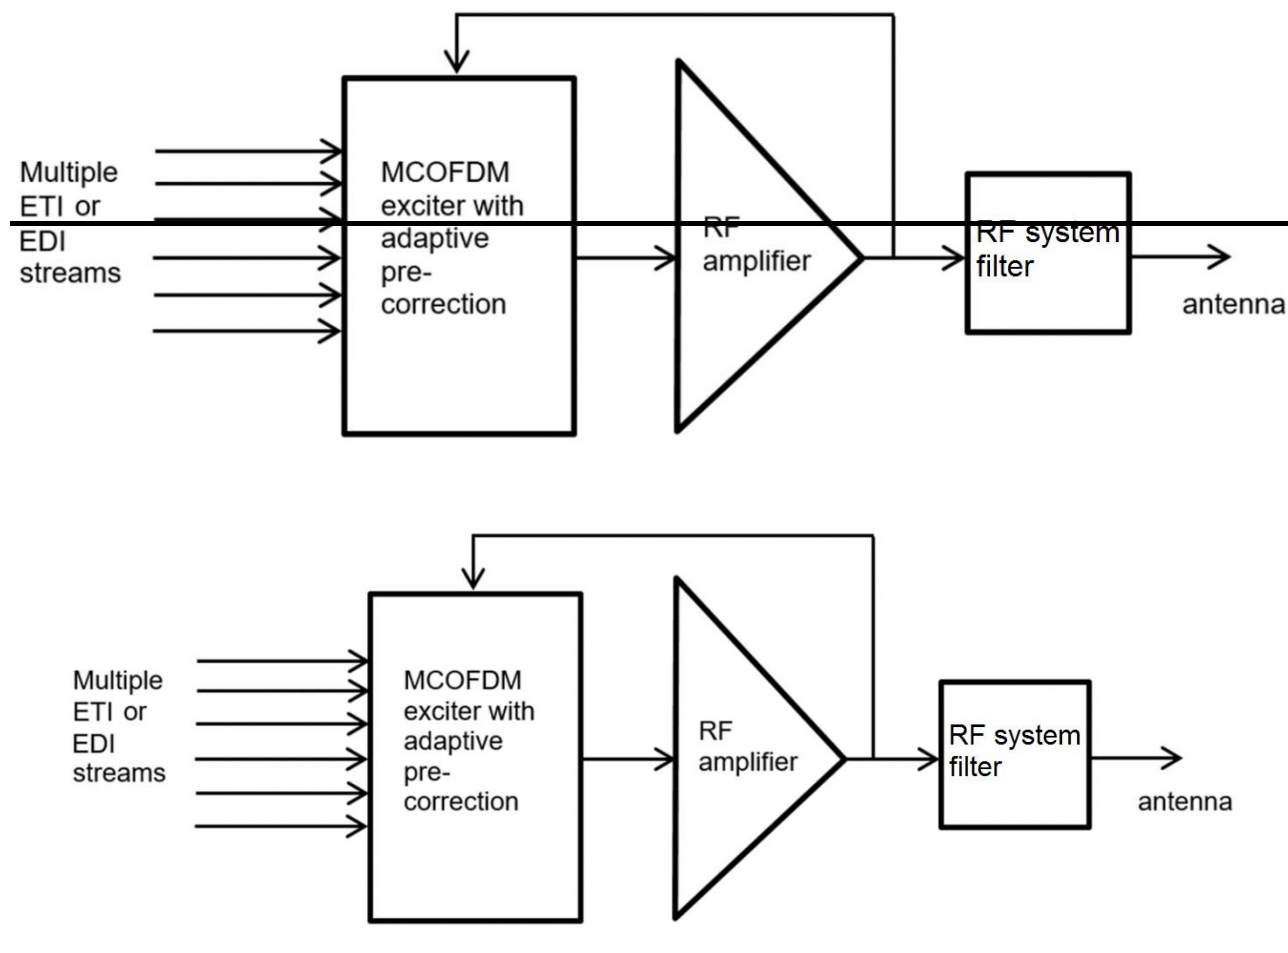 Multiple
ETI or
EDI
streams
MCOFDM
exciter with
adaptive
pre-
correction
RF
amplifier
RF system
filter
antenna
Multiple
ETI or
EDI
streams
MCOFDM
exciter with
adaptive
pre-
correction
RF
amplifier
RF system
filter
antenna